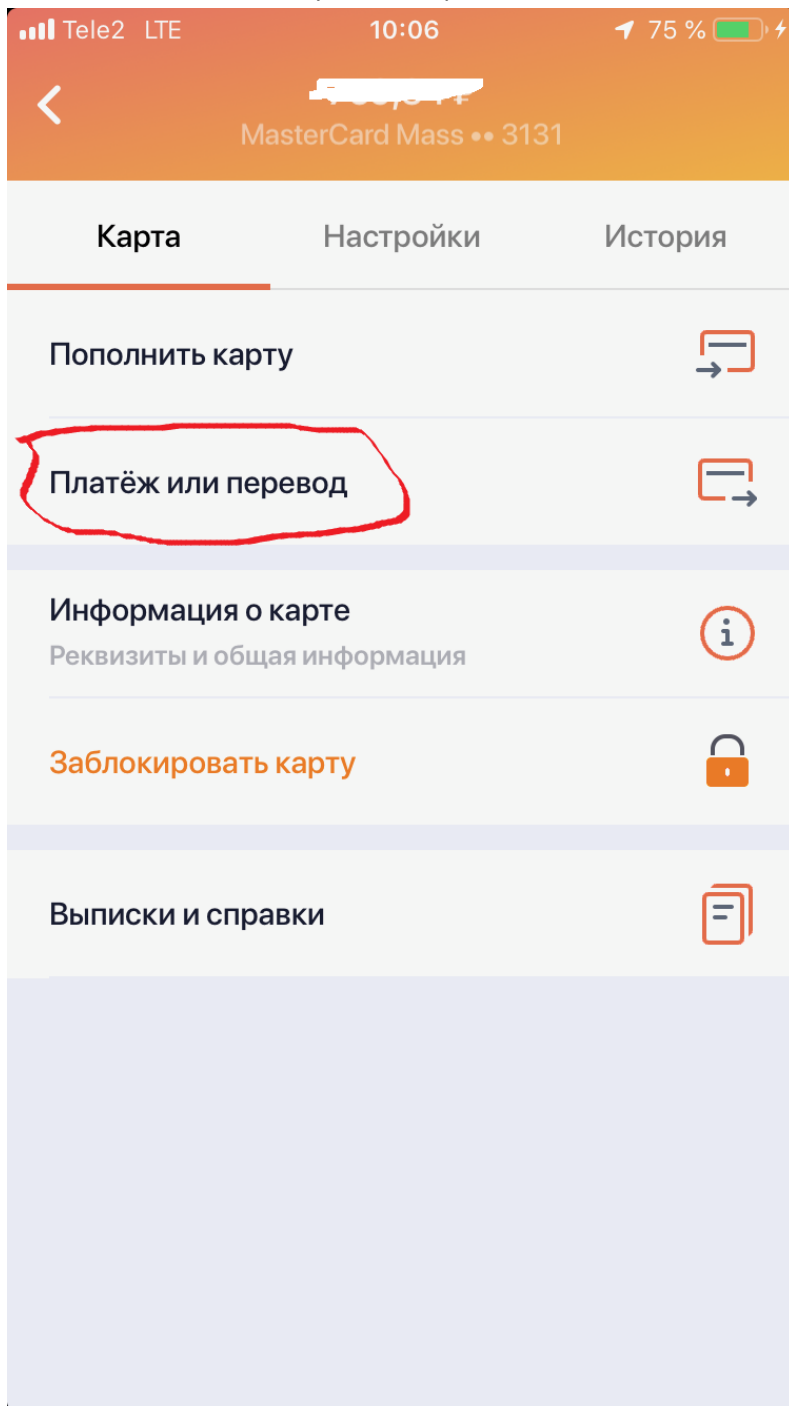 Tele2 LTE 10:06 75 %
MasterCard Mass •• 3131
Карта Настройки История
Пополнить карту
Платёж или перевод
Информация о карте
Реквизиты и общая информация
Заблокировать карту
Выписки и справки